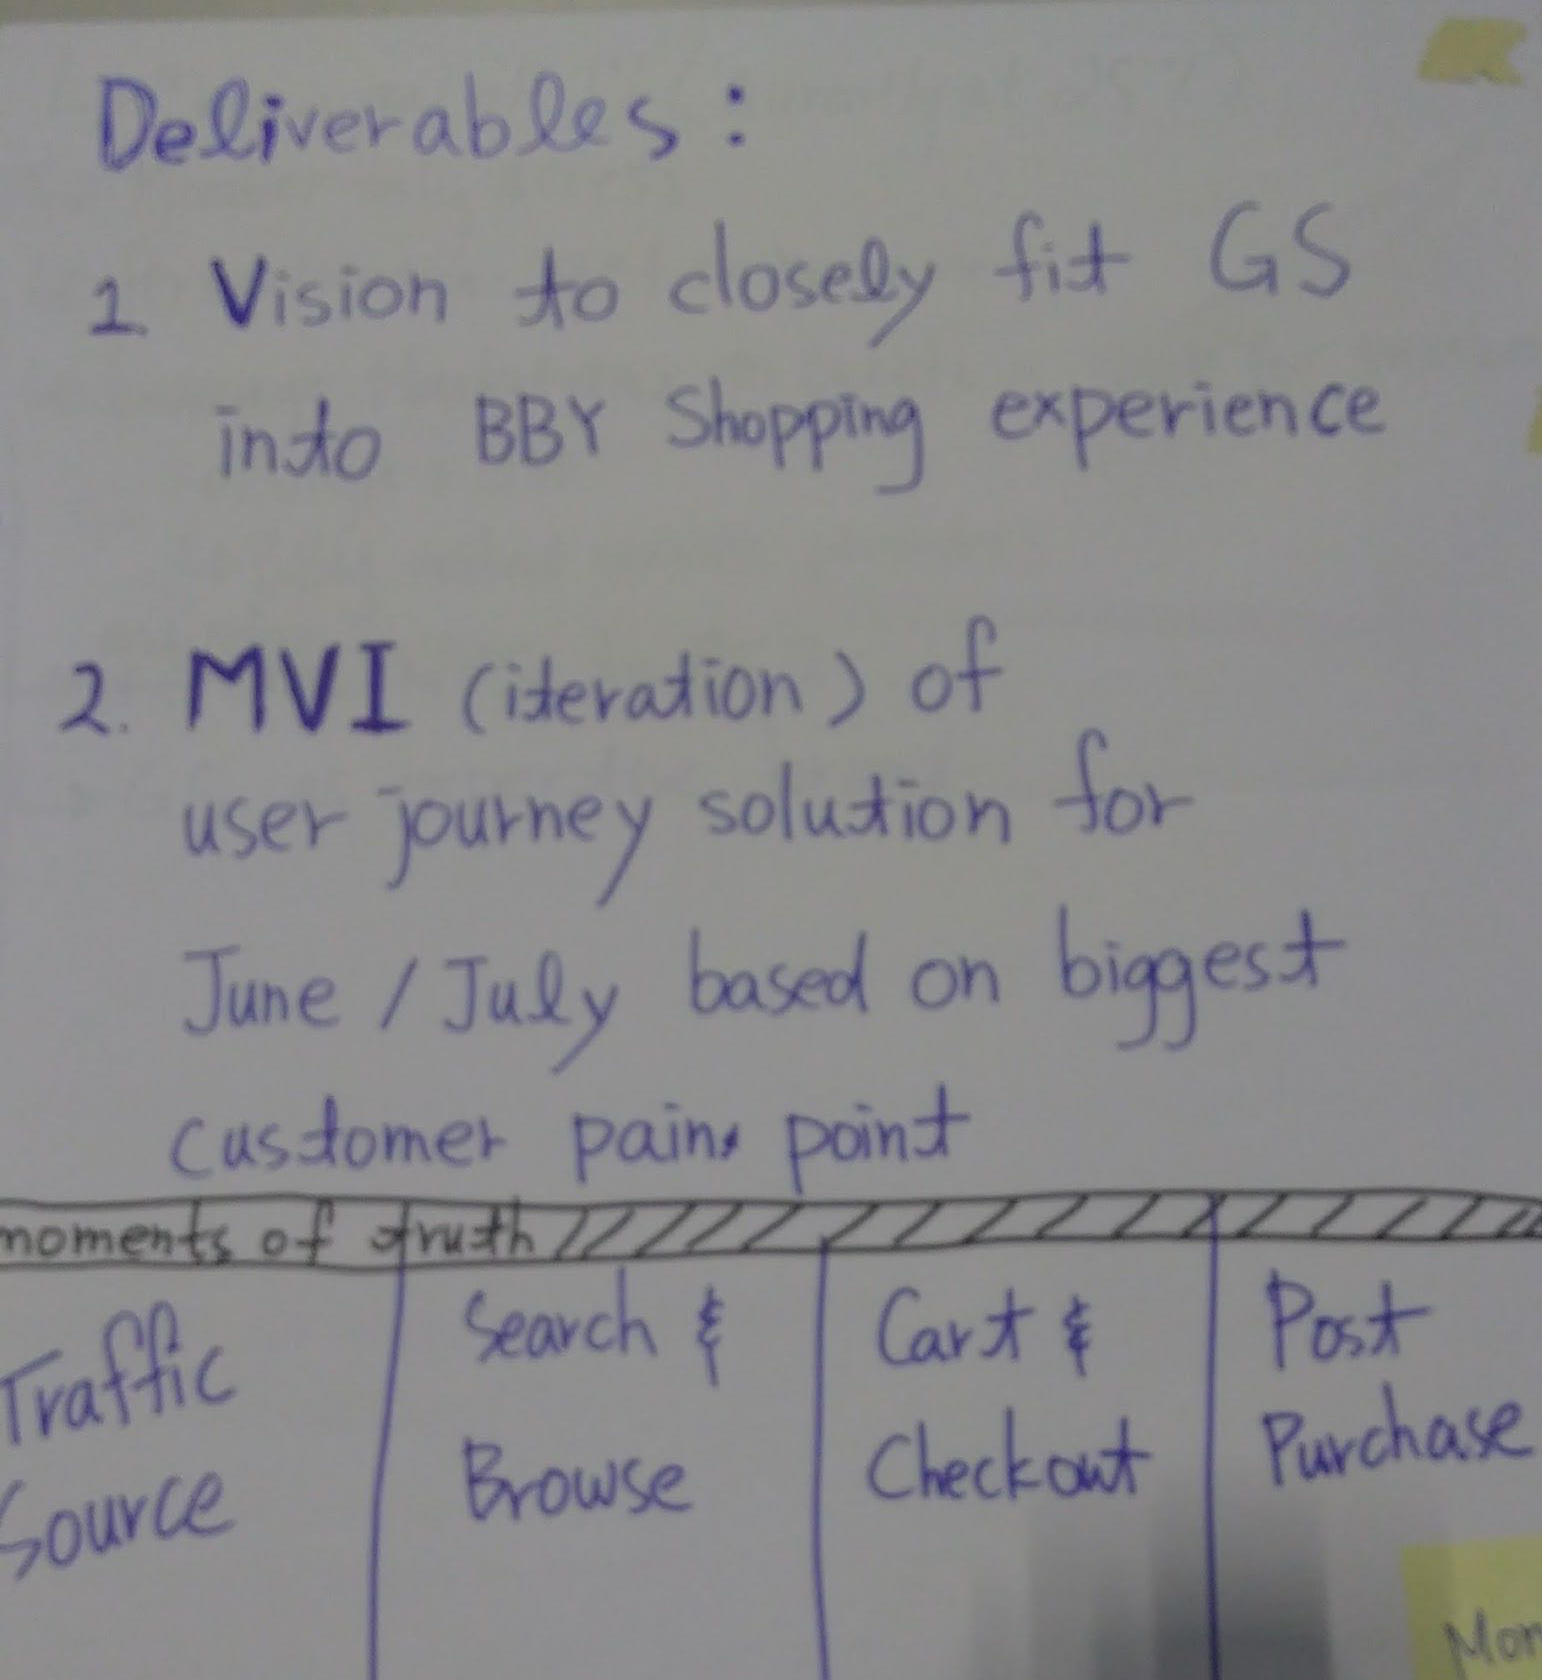 Deliverables:
1. Vision to closely fit GS
into BBY Shopping experience
2. MVI (iteration) of
user journey solution for
June / July based on biggest
customer pain point
moments of truth
Traffic
Source
Search &
Browse
Cart &
Checkout
Post
Purchase